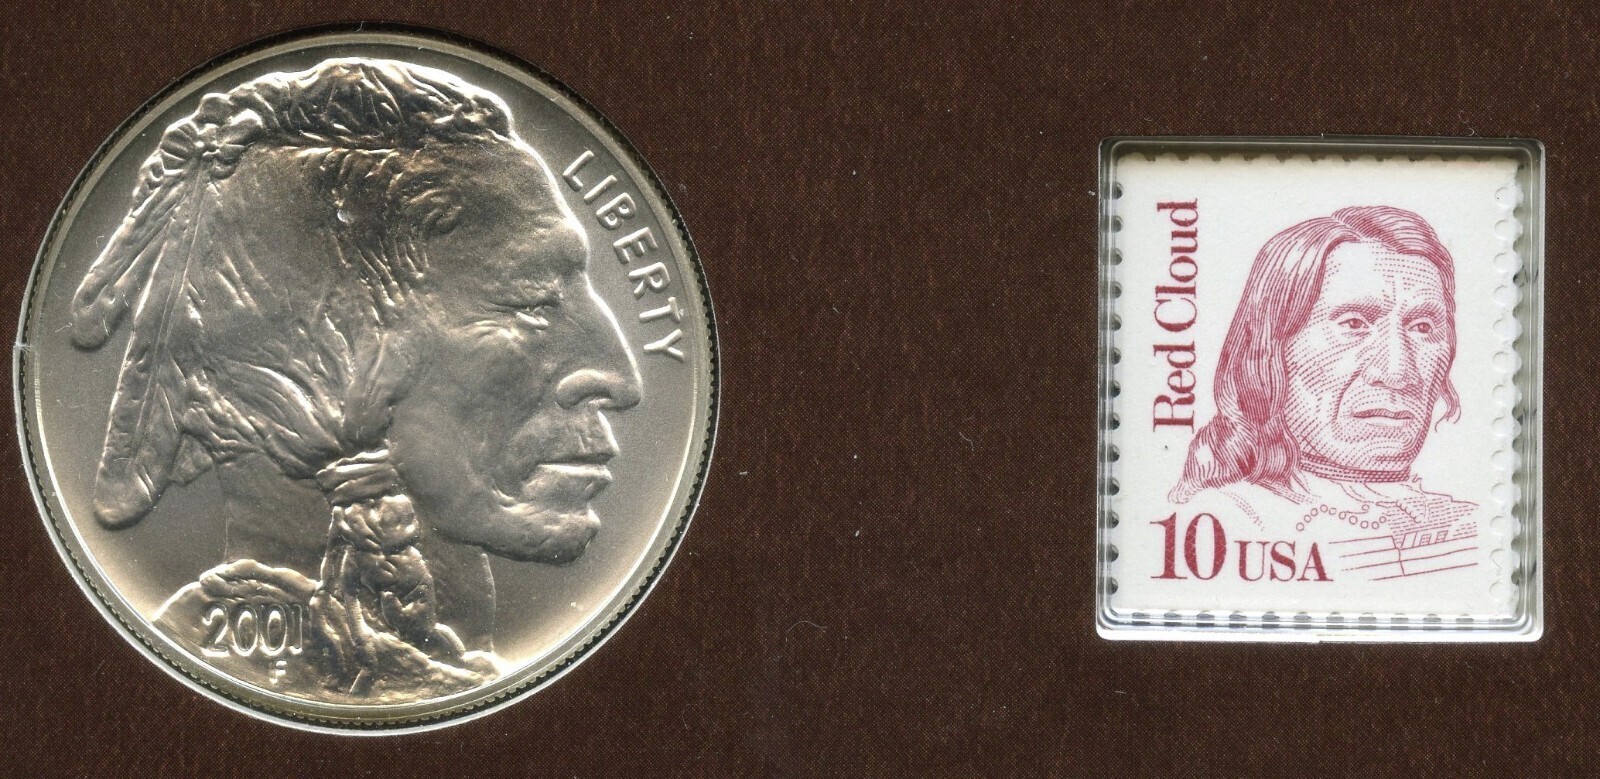 LIBERTY
2001
F
Red Cloud
10 USA